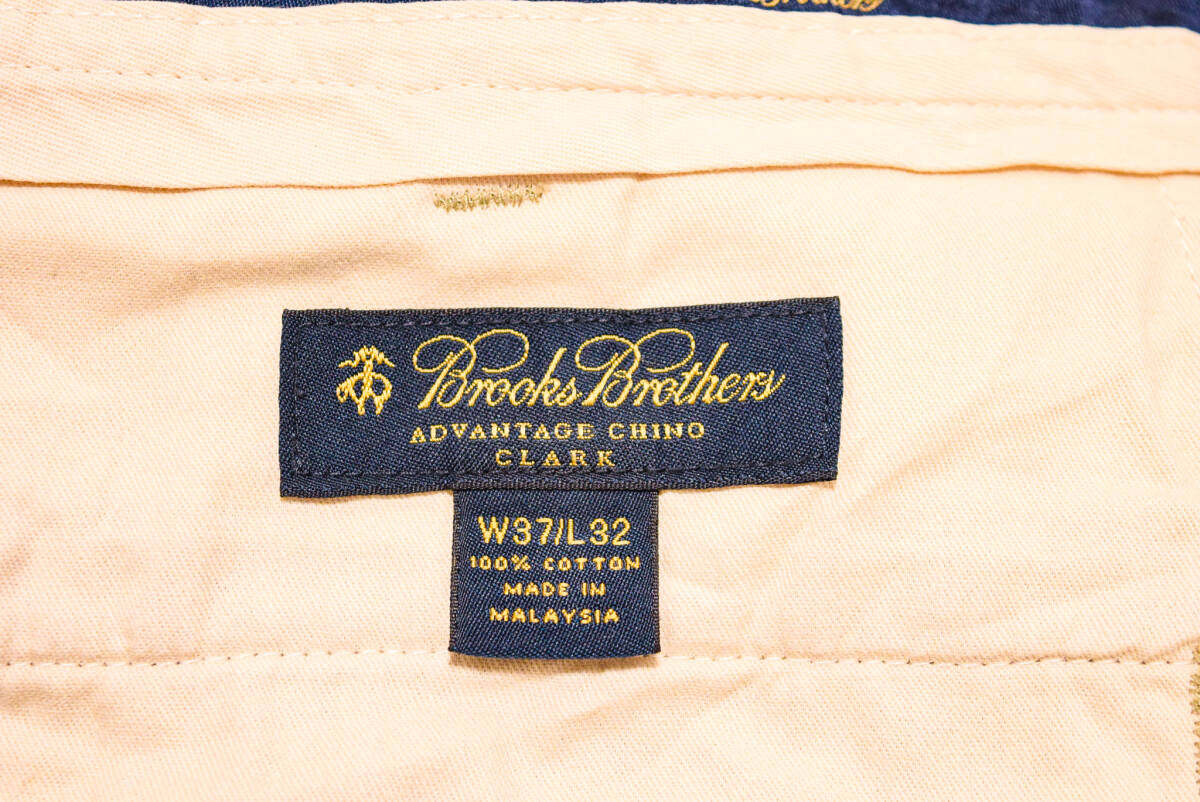 Brooks Brothers
ADVANTAGE CHINO
CLARK
W37/L32
100% COTTON
MADE IN
MALAYSIA